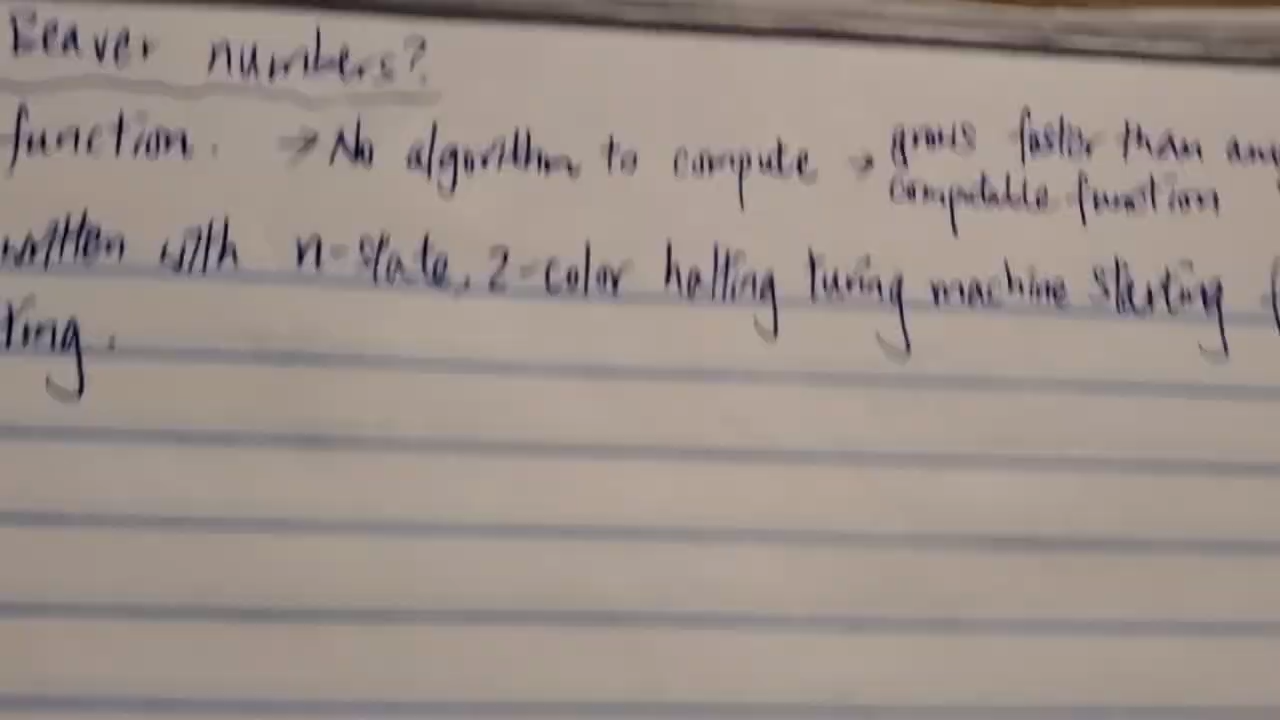 Beaver numbers?
function. → No algorithm to compute → grows faster than any
computable function
written with n-state, 2-color halting turing machine starting
ting.